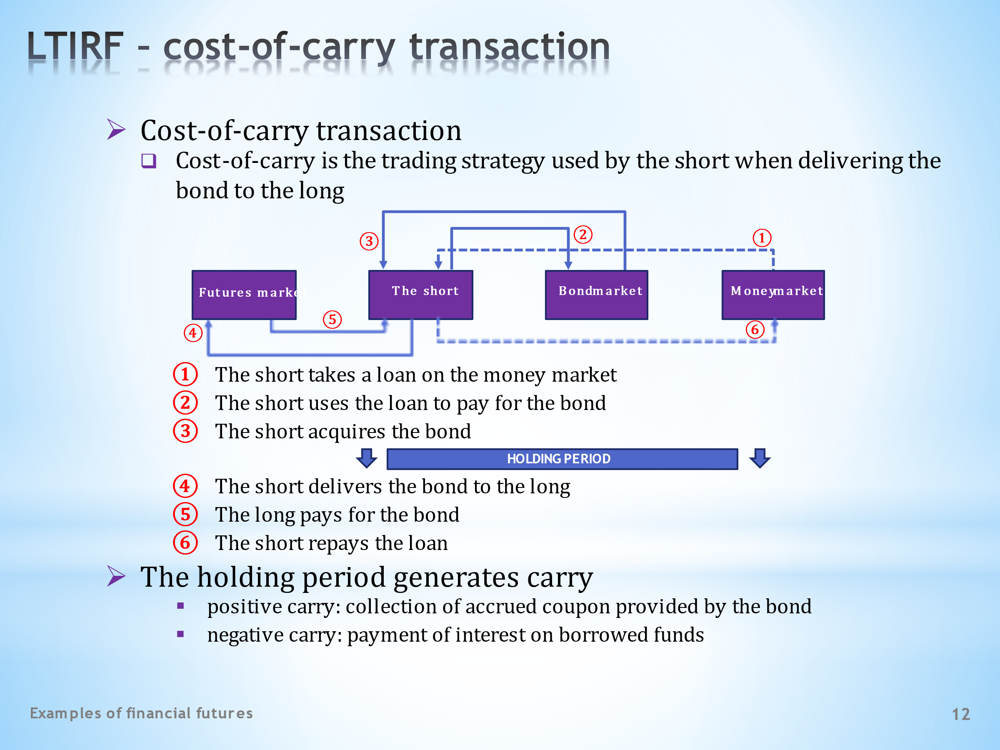 LTIRF – cost-of-carry transaction
Cost-of-carry transaction
Cost-of-carry is the trading strategy used by the short when delivering the
bond to the long
3
2
1
Futures market
The short
Bondmarket
Moneymarket
4
5
6
1 The short takes a loan on the money market
2 The short uses the loan to pay for the bond
3 The short acquires the bond
HOLDING PERIOD
4 The short delivers the bond to the long
5 The long pays for the bond
6 The short repays the loan
The holding period generates carry
positive carry: collection of accrued coupon provided by the bond
negative carry: payment of interest on borrowed funds
Examples of financial futures
12